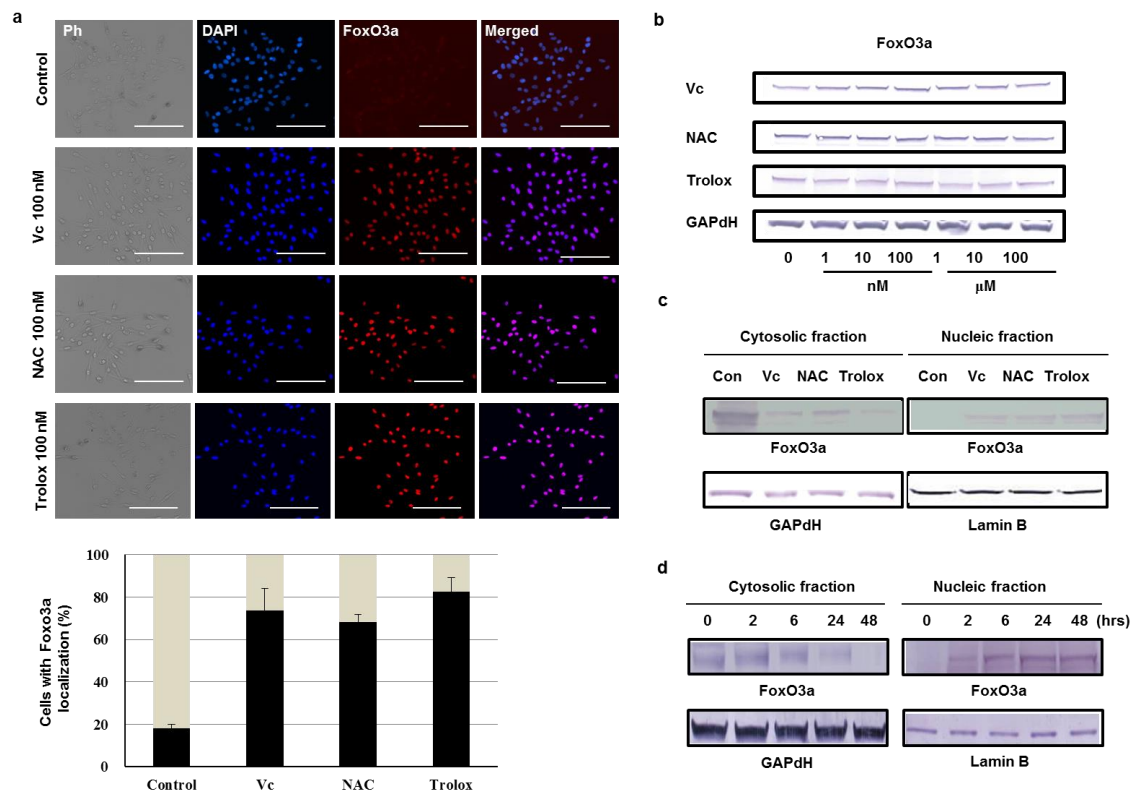 a
Ph DAPI FoxO3a Merged
Control
Vc 100 nM
NAC 100 nM
Trolox 100 nM
100
80
60
40
20
0
Cells with Foxo3a
localization (%)
Control Vc NAC Trolox
b
FoxO3a
Vc
NAC
Trolox
GAPdH
0 1 10 100 1 10 100
nM µM
c
Cytosolic fraction Nucleic fraction
Con Vc NAC Trolox Con Vc NAC Trolox
FoxO3a FoxO3a
GAPdH Lamin B
d
Cytosolic fraction Nucleic fraction
0 2 6 24 48 0 2 6 24 48 (hrs)
FoxO3a FoxO3a
GAPdH Lamin B